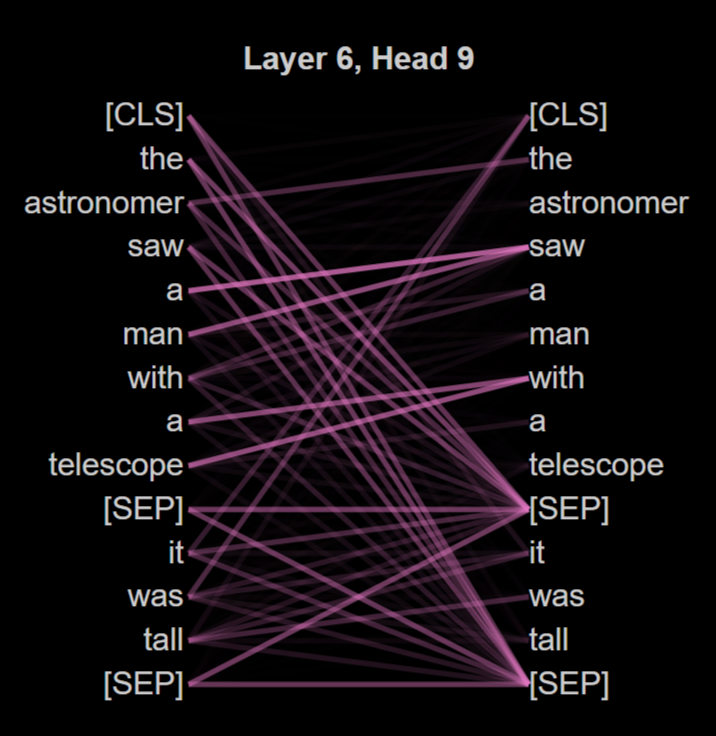 Layer 6, Head 9
[CLS] [CLS]
the the
astronomer astronomer
saw saw
a a
man man
with with
a a
telescope telescope
[SEP] [SEP]
it it
was was
tall tall
[SEP] [SEP]